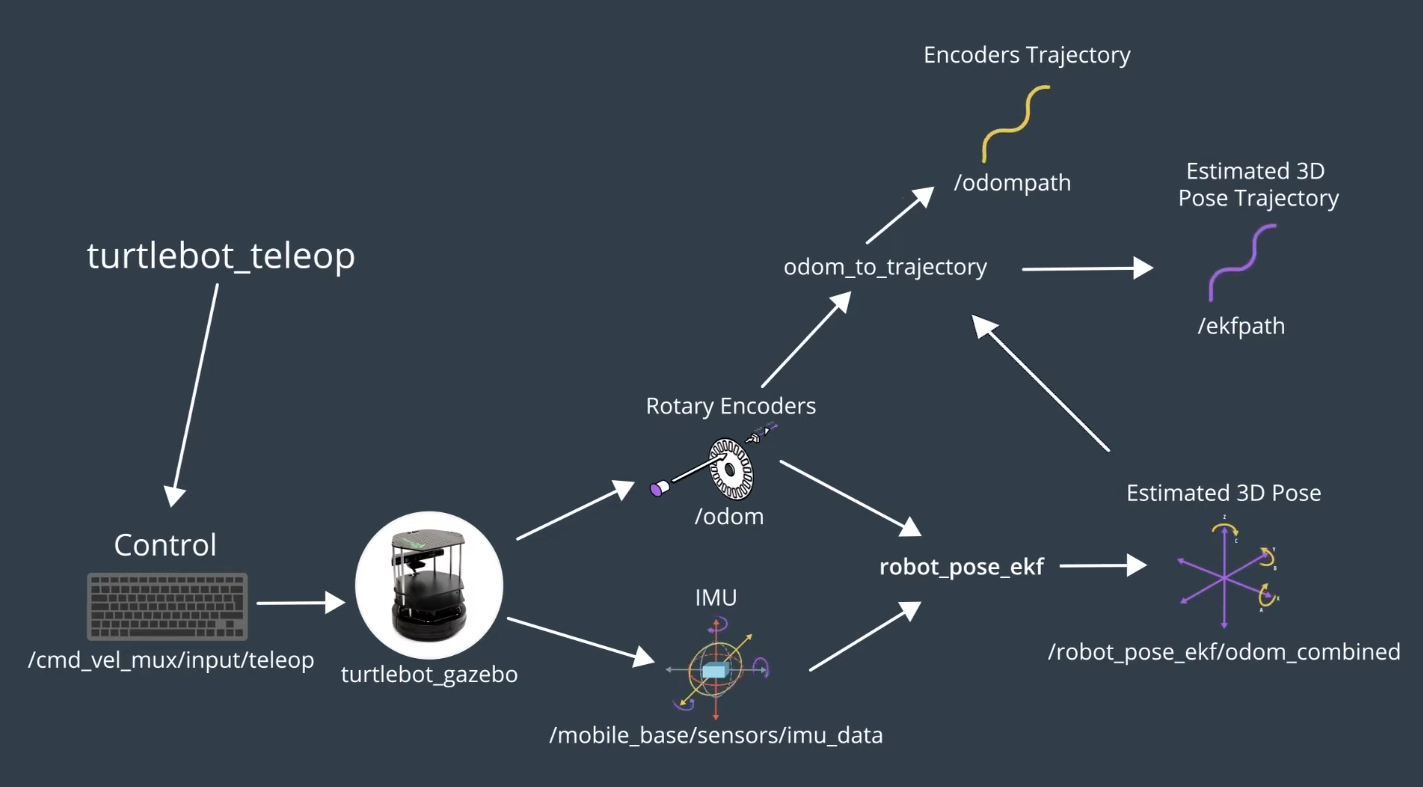 Encoders Trajectory
/odompath
Estimated 3D
Pose Trajectory
/ekfpath
turtlebot_teleop
odom_to_trajectory
Rotary Encoders
/odom
Control
/cmd_vel_mux/input/teleop
turtlebot_gazebo
IMU
/mobile_base/sensors/imu_data
robot_pose_ekf
Estimated 3D Pose
/robot_pose_ekf/odom_combined